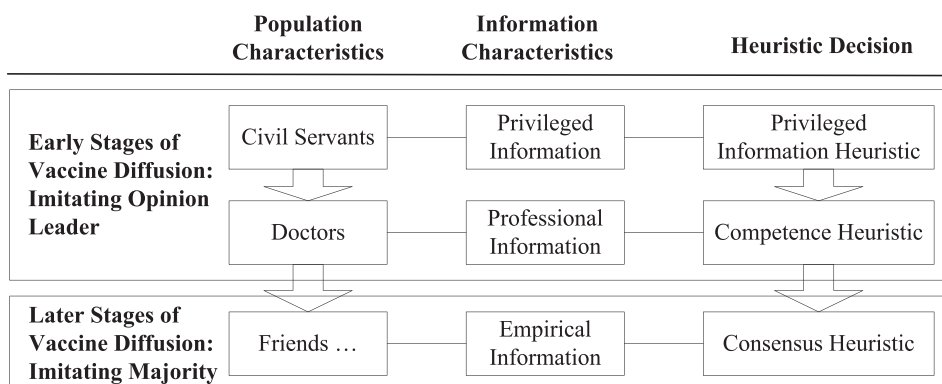 Population
Characteristics
Information
Characteristics
Heuristic Decision
Early Stages of
Vaccine Diffusion:
Imitating Opinion
Leader
Civil Servants
Privileged
Information
Privileged
Information Heuristic
Doctors
Professional
Information
Competence Heuristic
Later Stages of
Vaccine Diffusion:
Imitating Majority
Friends …
Empirical
Information
Consensus Heuristic